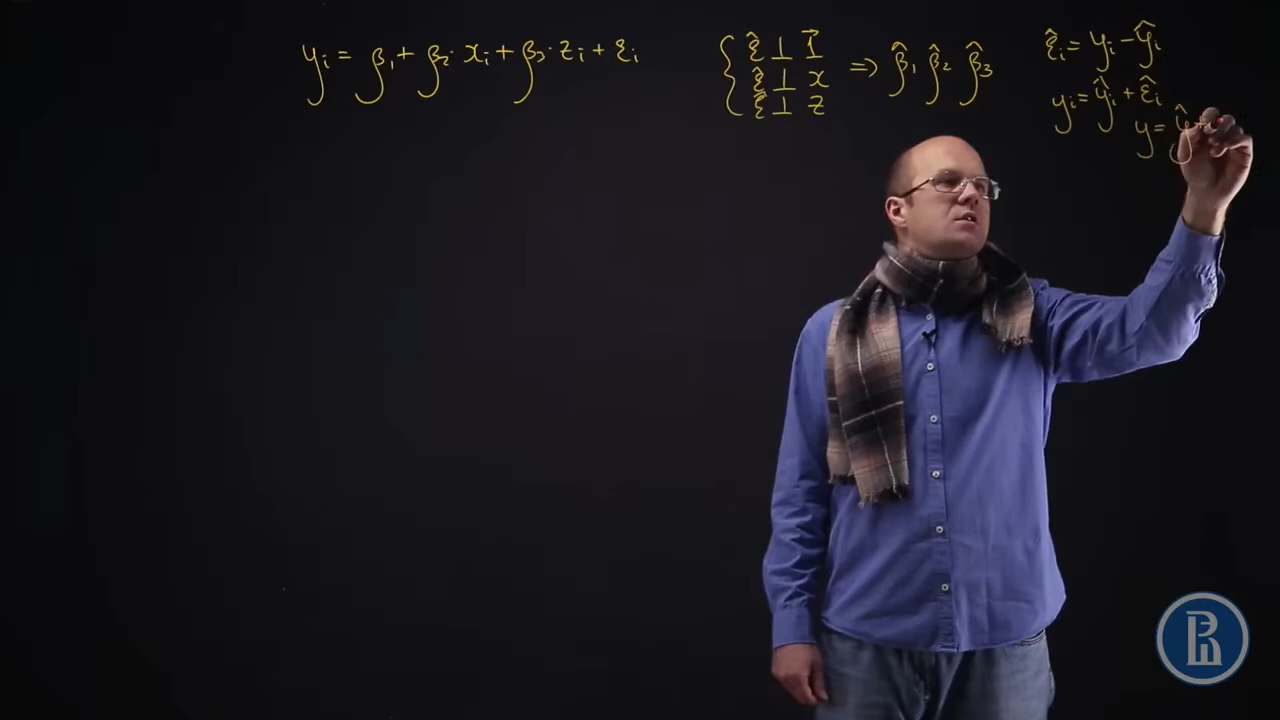 yᵢ = β₁ + β₂·xᵢ + β₃·zᵢ + εᵢ
{ ε̂ ⊥ 1⃗
ε̂ ⊥ x
ε̂ ⊥ z
⇒ β̂₁ β̂₂ β̂₃
ε̂ᵢ = yᵢ − ŷᵢ
yᵢ = ŷᵢ + ε̂ᵢ
y = ŷ +